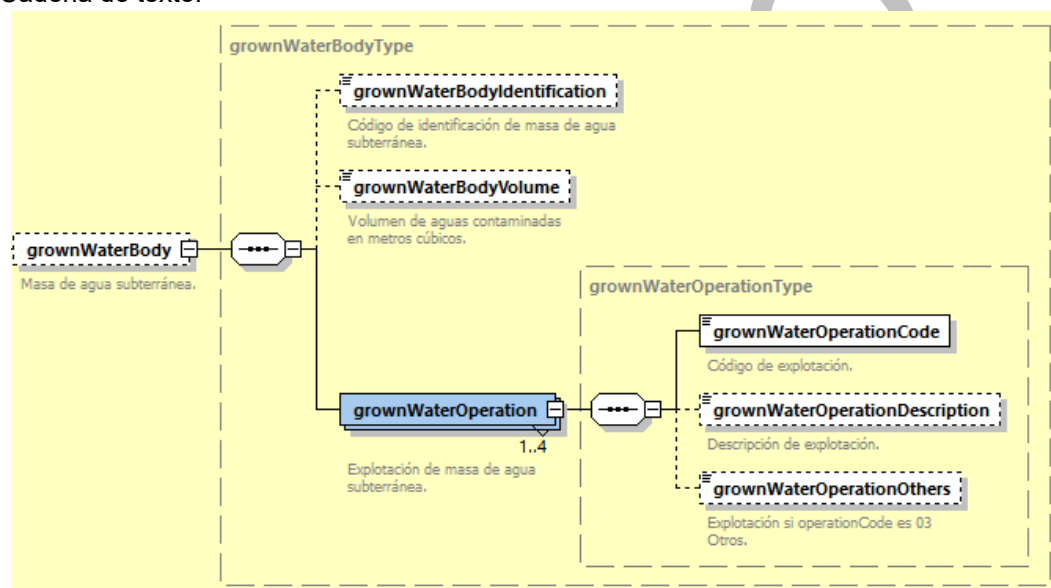 grownWaterBodyType
grownWaterBodyIdentification
Código de identificación de masa de agua
subterránea.
grownWaterBodyVolume
Volumen de aguas contaminadas
en metros cúbicos.
grownWaterBody
Masa de agua subterránea.
grownWaterOperationType
grownWaterOperationCode
Código de explotación.
grownWaterOperation
1..4
Explotación de masa de agua
subterránea.
grownWaterOperationDescription
Descripción de explotación.
grownWaterOperationOthers
Explotación si operationCode es 03
Otros.